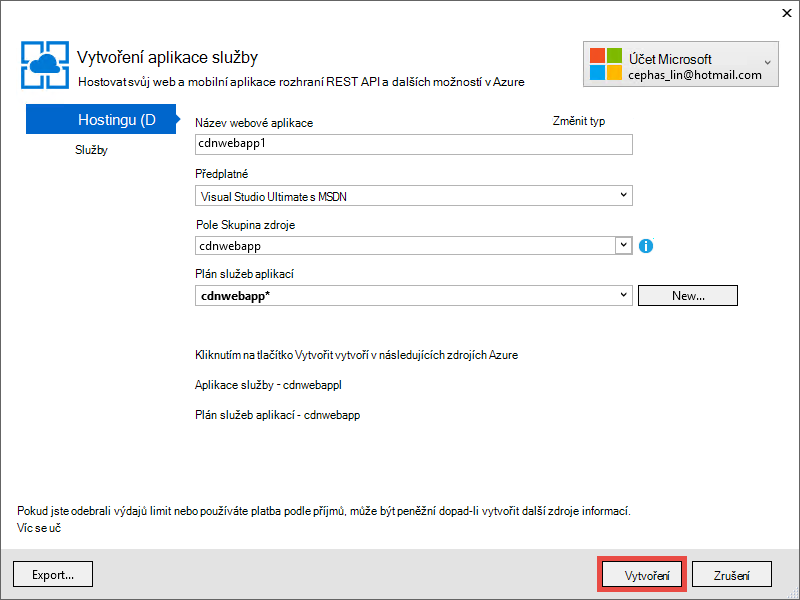 Vytvoření aplikace služby
Hostovat svůj web a mobilní aplikace rozhraní REST API a dalších možností v Azure
Účet Microsoft
cephas_lin@hotmail.com
Hostingu (D
Služby
Název webové aplikace
Změnit typ
cdnwebapp1
Předplatné
Visual Studio Ultimate s MSDN
Pole Skupina zdroje
cdnwebapp
Plán služeb aplikací
cdnwebapp*
New...
Kliknutím na tlačítko Vytvořit vytvoří v následujících zdrojích Azure
Aplikace služby - cdnwebappl
Plán služeb aplikací - cdnwebapp
Pokud jste odebrali výdajů limit nebo používáte platba podle příjmů, může být peněžní dopad-li vytvořit další zdroje informací.
Víc se uč
Export...
Vytvoření
Zrušení